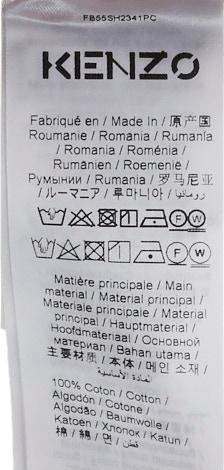 FB55SH2341PC
KENZO
Fabriqué en / Made In / 原产国
Roumanie / Romania / Rumanía
/ Romania / Roménia /
Rumänien / Roemenië /
Румынии / Rumania / 罗马尼亚
/ ルーマニア / 루마니아 / رومانيا
Matière principale / Main
material / Material principal /
Materiale principale / Material
principal / Hauptmaterial /
Hoofdmateriaal / Основной
материал / Bahan utama /
主要材质 / 本体 / 메인 소재 /
المادة الأساسية
100% Coton / Cotton /
Algodón / Cotone /
Algodão / Baumwolle /
Katoen / Хлопок / Katun /
棉 / 綿 / 면 / قطن